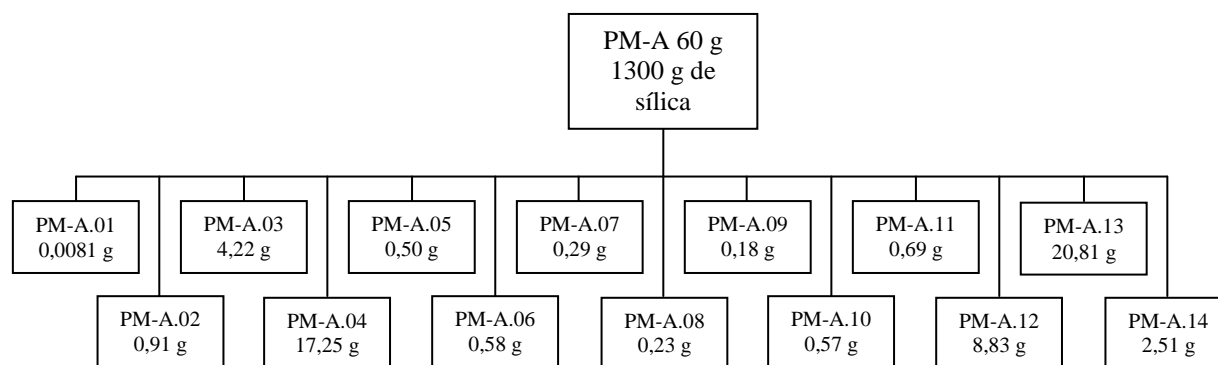 PM-A 60 g
1300 g de
sílica
PM-A.01
0,0081 g
PM-A.03
4,22 g
PM-A.05
0,50 g
PM-A.07
0,29 g
PM-A.09
0,18 g
PM-A.11
0,69 g
PM-A.13
20,81 g
PM-A.02
0,91 g
PM-A.04
17,25 g
PM-A.06
0,58 g
PM-A.08
0,23 g
PM-A.10
0,57 g
PM-A.12
8,83 g
PM-A.14
2,51 g